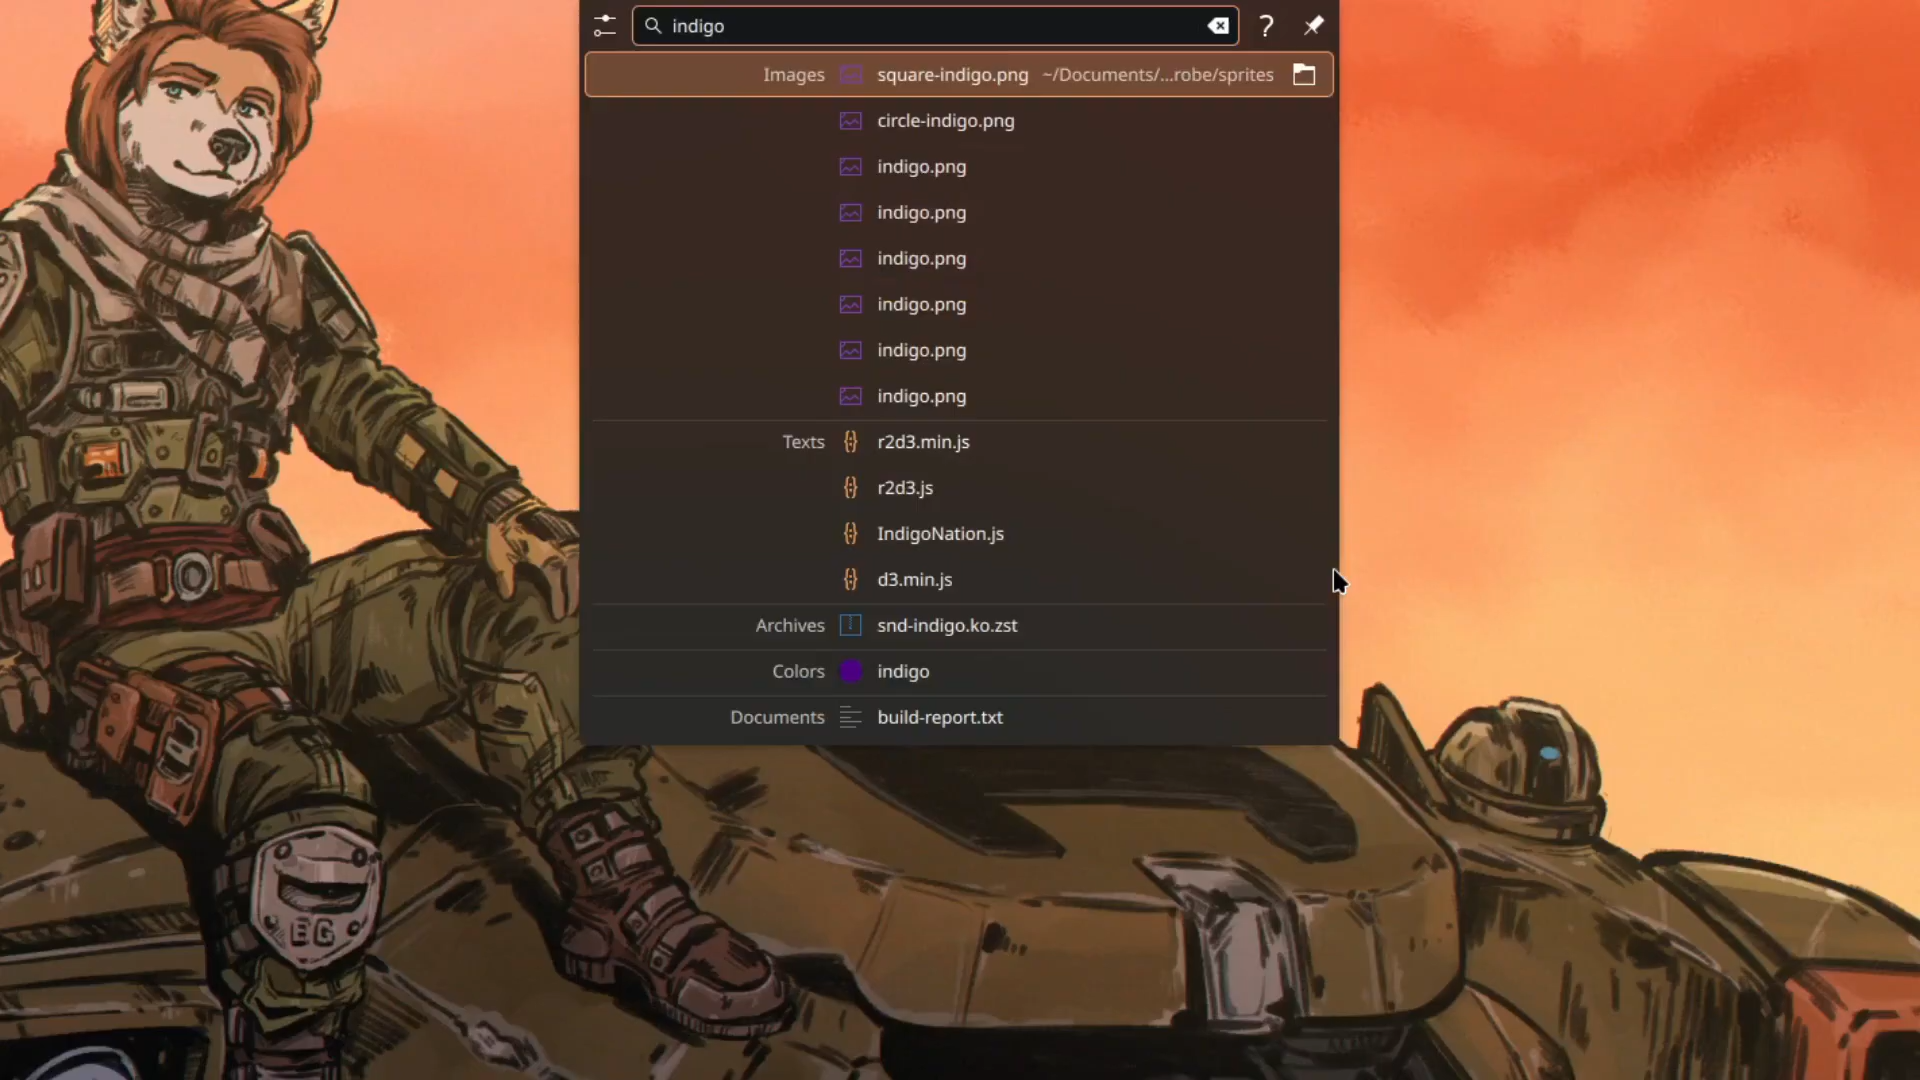 indigo
?
Images square-indigo.png ~/Documents/...robe/sprites
circle-indigo.png
indigo.png
indigo.png
indigo.png
indigo.png
indigo.png
indigo.png
Texts r2d3.min.js
r2d3.js
IndigoNation.js
d3.min.js
Archives snd-indigo.ko.zst
Colors indigo
Documents build-report.txt
EG